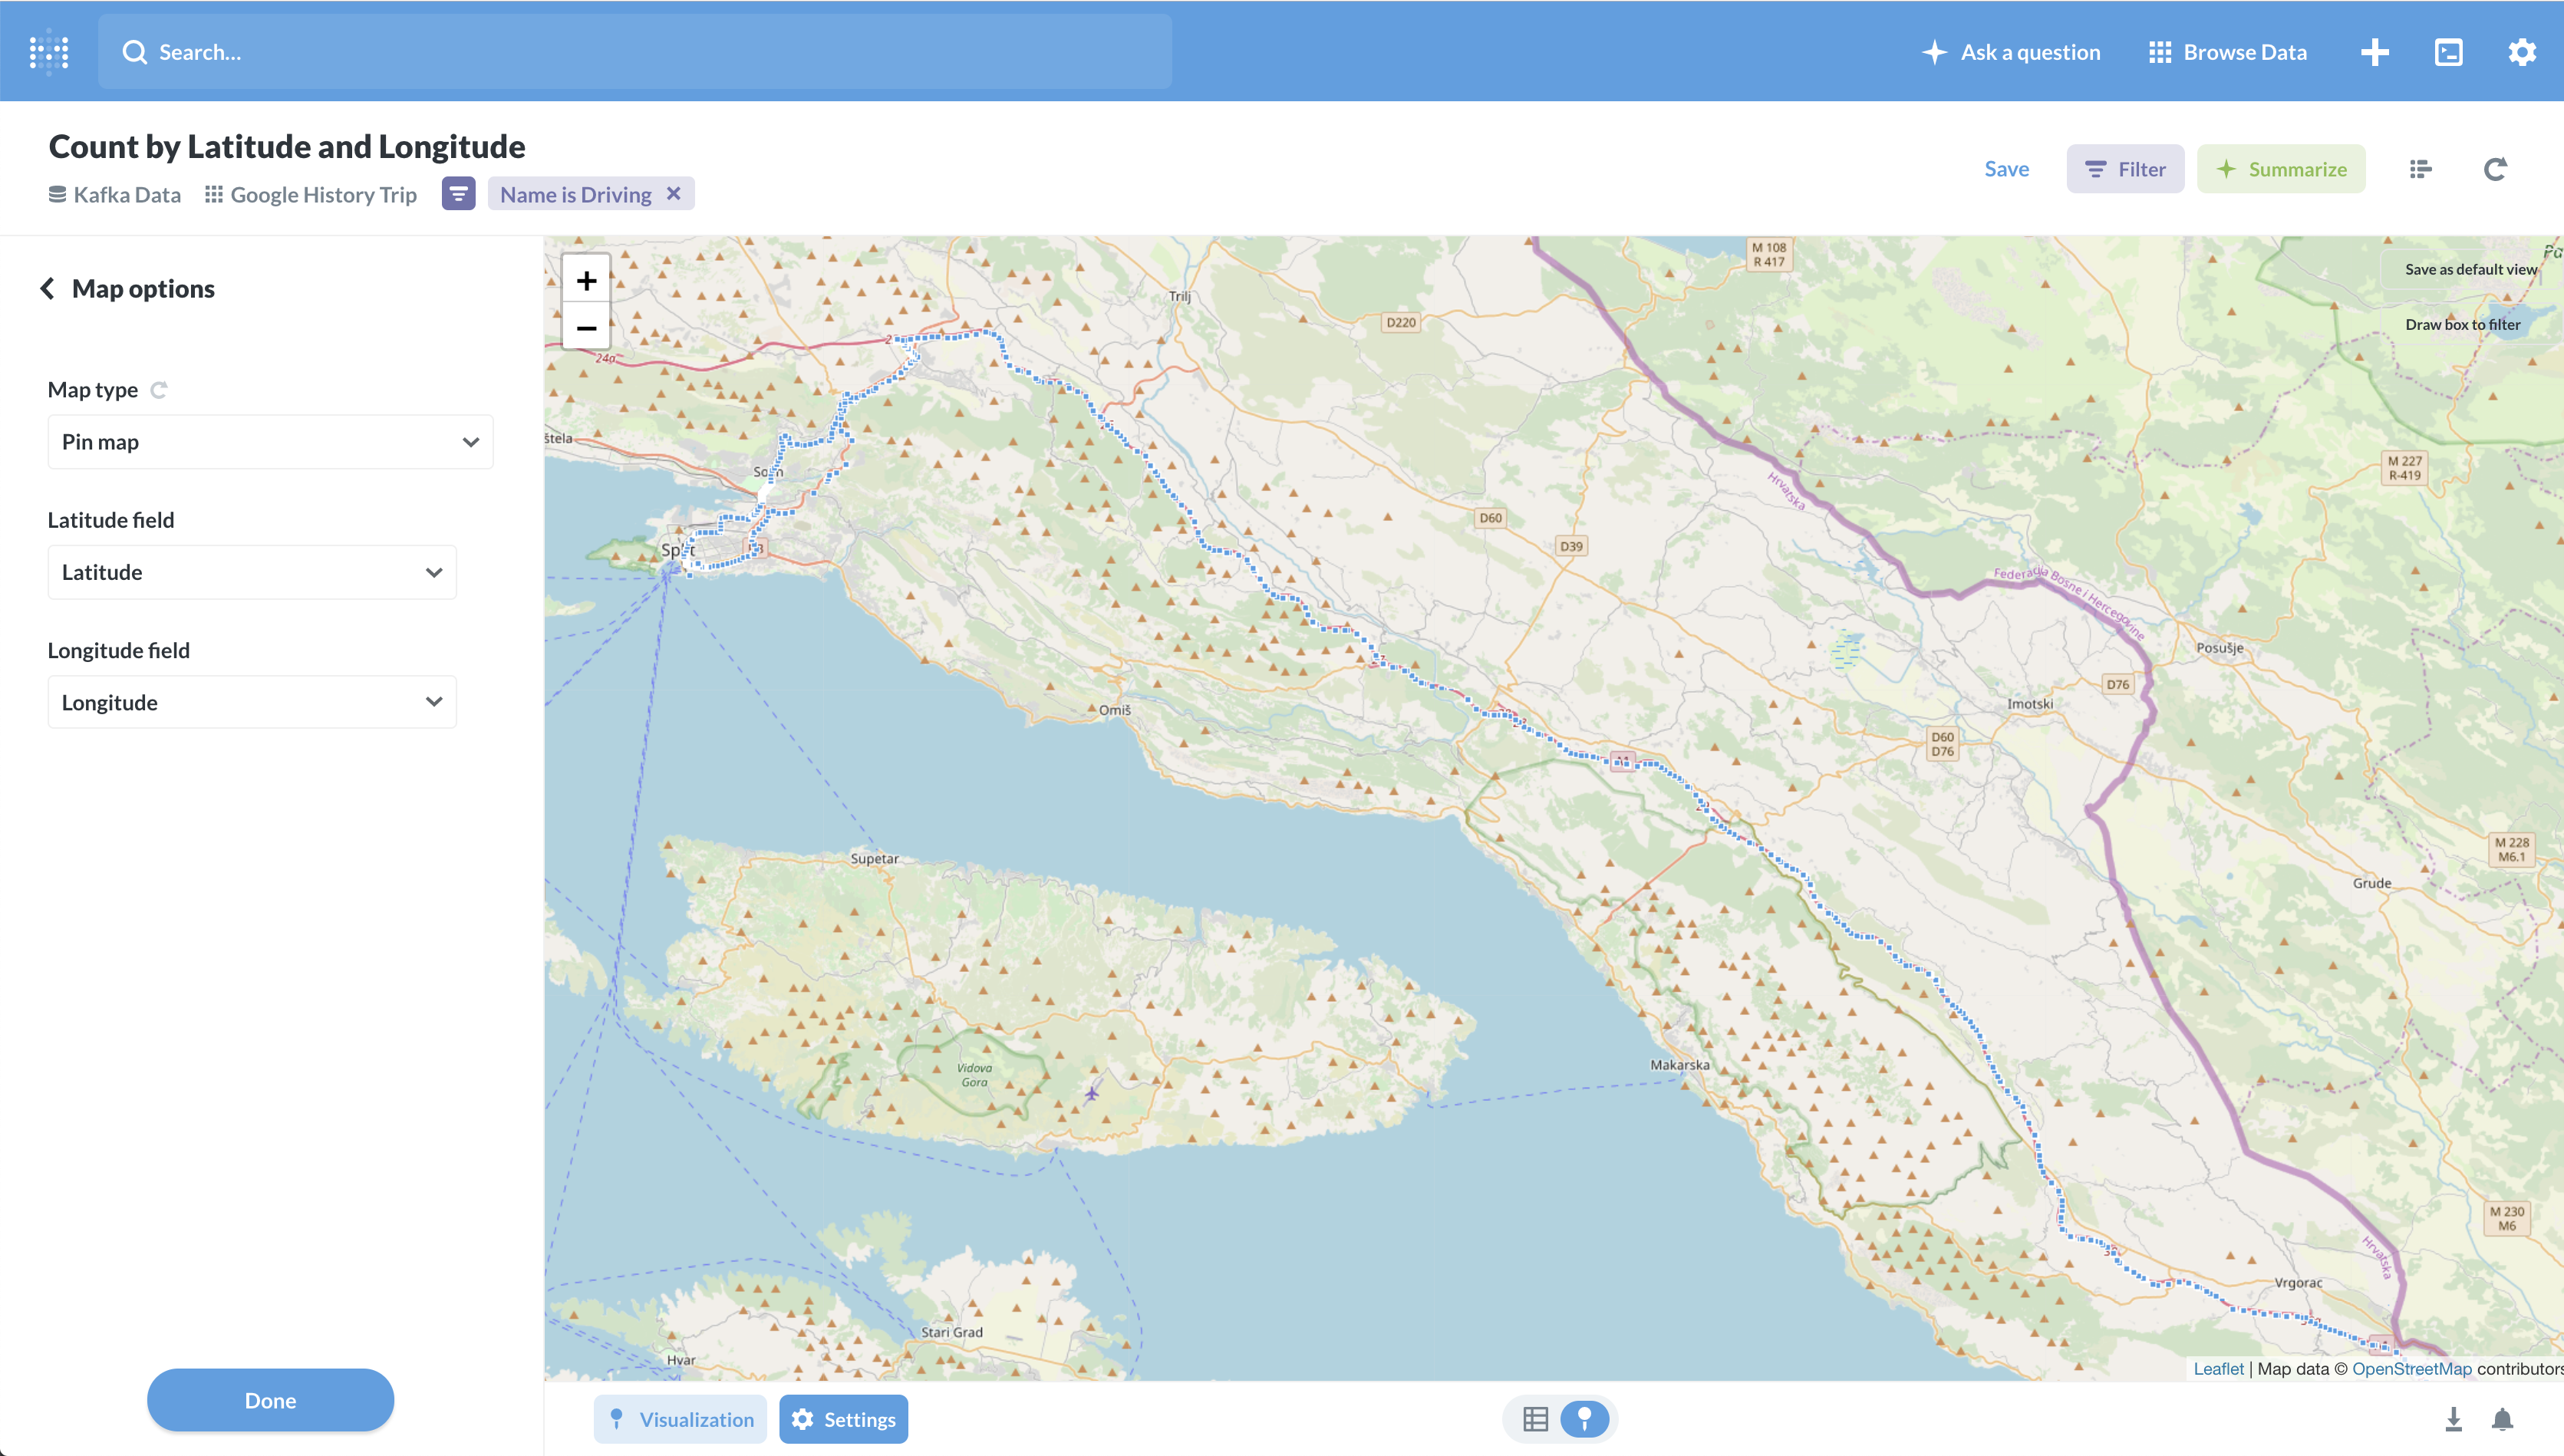 Search...
Ask a question
Browse Data
Count by Latitude and Longitude
Kafka Data
Google History Trip
Name is Driving
Save
Filter
Summarize
Map options
Map type
Pin map
Latitude field
Latitude
Longitude field
Longitude
Done
+
−
Save as default view
Draw box to filter
M 108
R 417
Trilj
D220
24a
štela
M 227
R-419
Hrvatska
D60
D39
Split
Federacija Bosne i Hercegovine
Posušje
D76
Imotski
Omiš
D60
D76
Supetar
M 228
M6.1
Grude
Makarska
Vidova
Gora
M 230
M6
Hrvatska
Vrgorac
Stari Grad
Hvar
Leaflet | Map data © OpenStreetMap contributors
Visualization
Settings